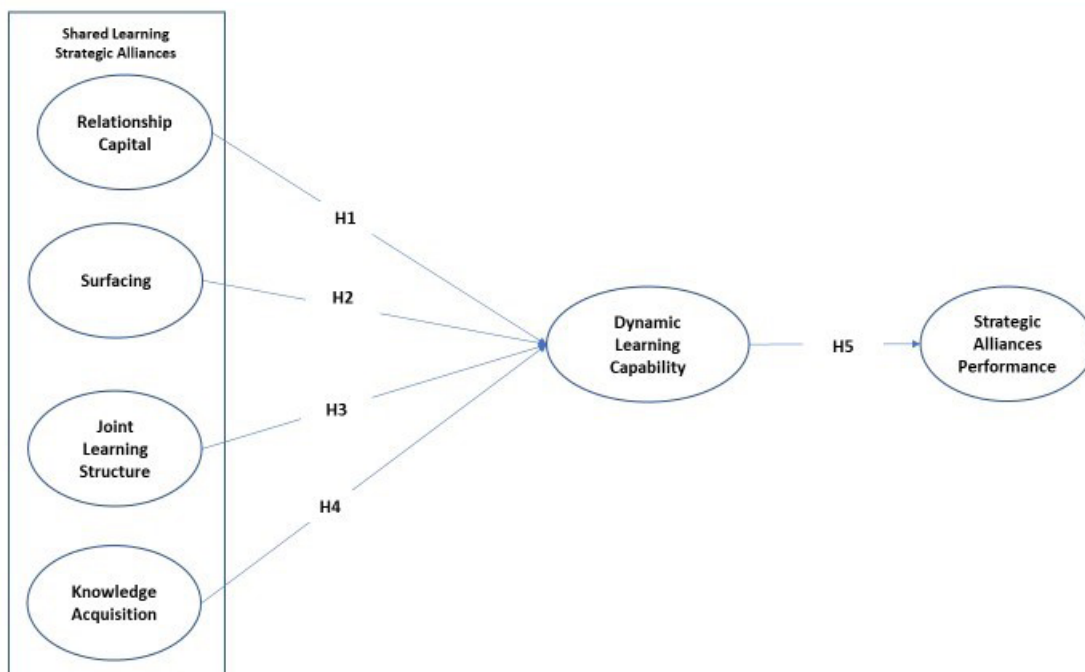 Shared Learning
Strategic Alliances
Relationship
Capital
H1
Surfacing
H2
Dynamic
Learning
Capability
H5
Strategic
Alliances
Performance
Joint
Learning
Structure
H3
H4
Knowledge
Acquisition